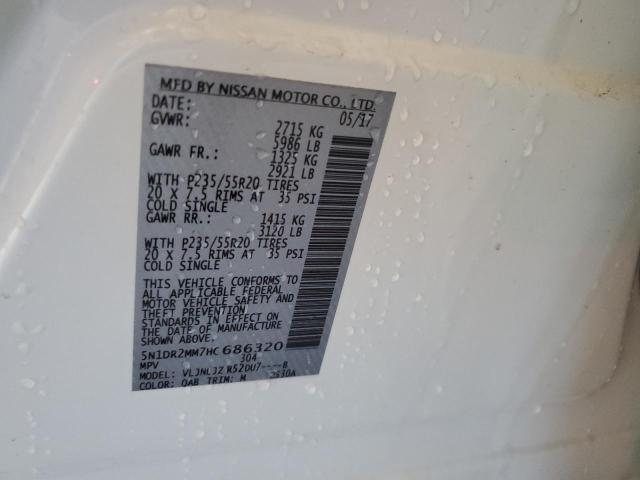 MFD BY NISSAN MOTOR CO., LTD.
DATE: 05/17
GVWR: 2715 KG
5986 LB
GAWR FR.: 1325 KG
2921 LB
WITH P235/55R20 TIRES
20 X 7.5 RIMS AT 35 PSI
COLD SINGLE
GAWR RR.: 1415 KG
3120 LB
WITH P235/55R20 TIRES
20 X 7.5 RIMS AT 35 PSI
COLD SINGLE
THIS VEHICLE CONFORMS TO
ALL APPLICABLE FEDERAL
MOTOR VEHICLE SAFETY AND
THEFT PREVENTION
STANDARDS IN EFFECT ON
THE DATE OF MANUFACTURE
SHOWN ABOVE.
5N1DR2MM7HC686320
MPV 304
MODEL: R52DU7----B
COLOR: QAB TRIM: M